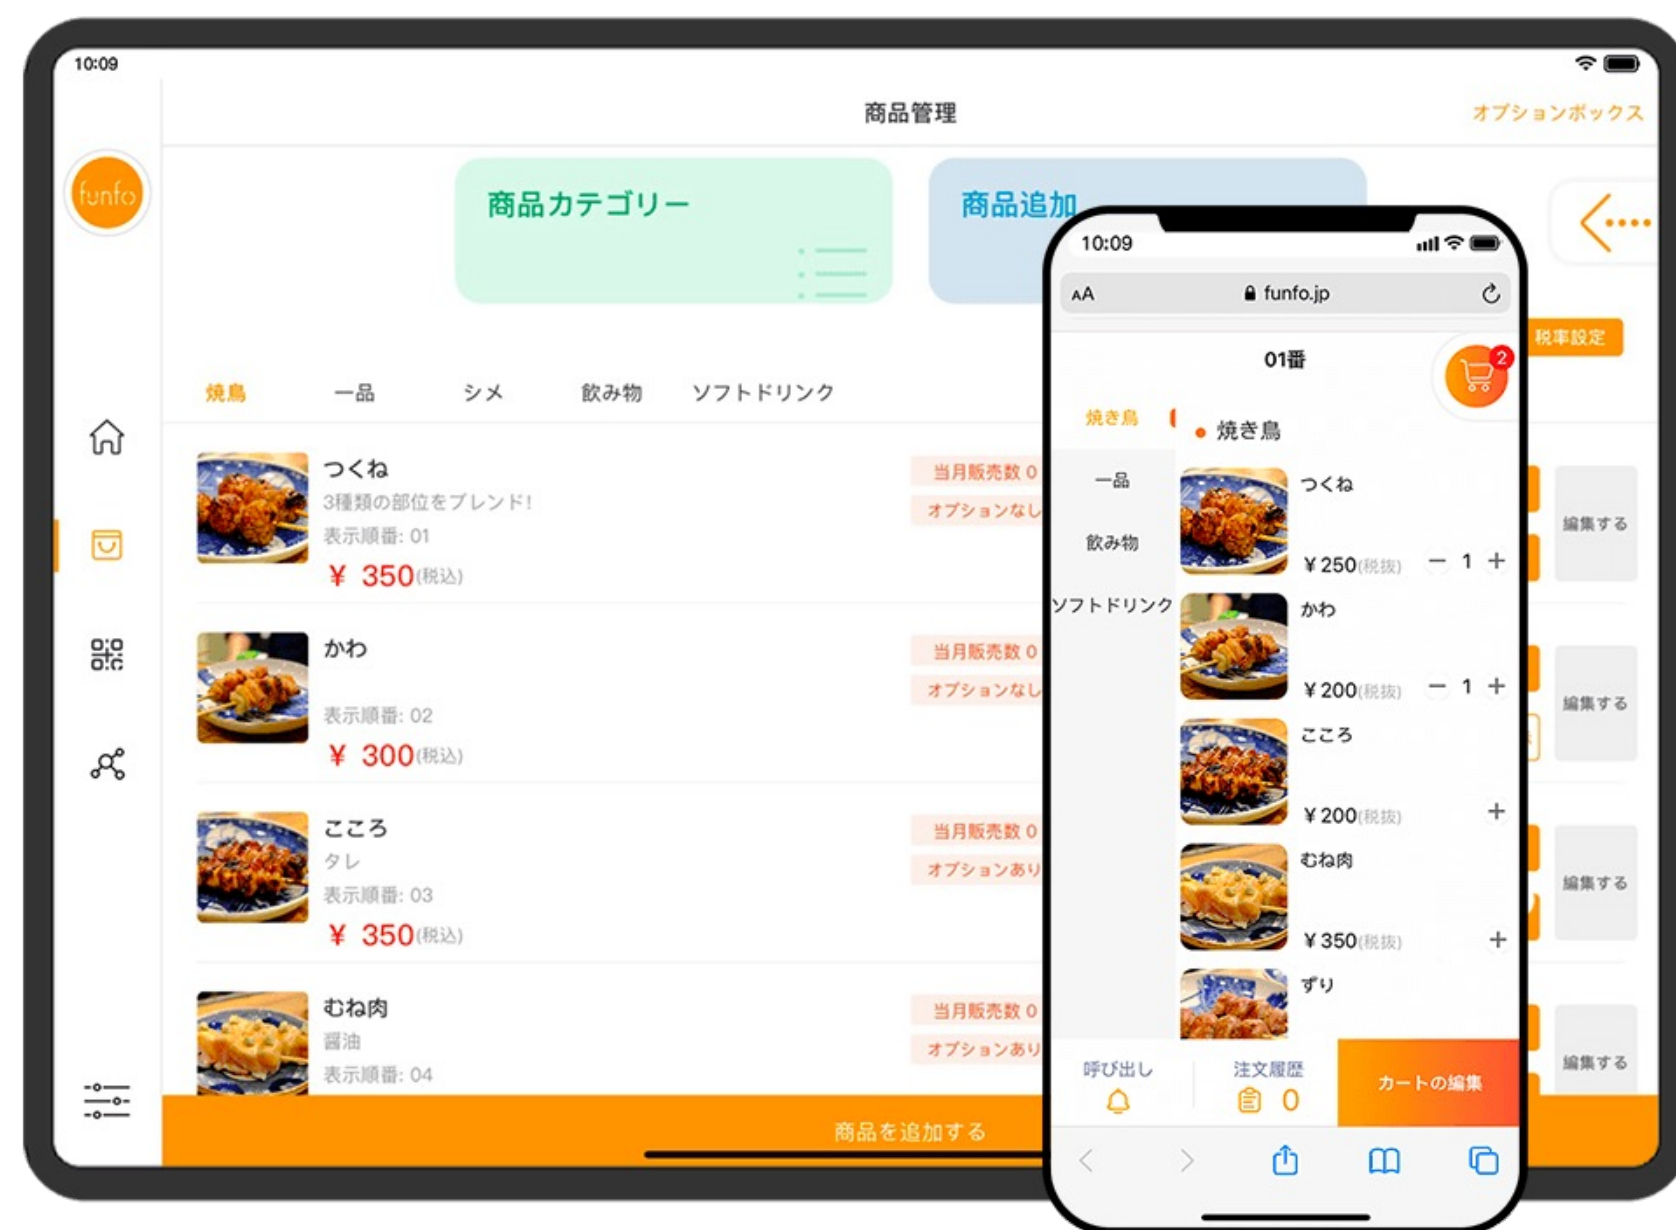 10:09
商品管理
オプションボックス
funfo
商品カテゴリー
商品追加
税率設定
焼鳥
一品
シメ
飲み物
ソフトドリンク
つくね
3種類の部位をブレンド!
表示順番: 01
¥ 350(税込)
当月販売数 0
オプションなし
編集する
かわ
表示順番: 02
¥ 300(税込)
当月販売数 0
オプションなし
編集する
こころ
タレ
表示順番: 03
¥ 350(税込)
当月販売数 0
オプションあり
編集する
むね肉
醤油
表示順番: 04
当月販売数 0
オプションあり
編集する
商品を追加する
10:09
AA
funfo.jp
01番
2
焼き鳥
一品
飲み物
ソフトドリンク
焼き鳥
つくね
¥250(税抜)
1
かわ
¥200(税抜)
1
こころ
¥200(税抜)
むね肉
¥350(税抜)
ずり
呼び出し
注文履歴
0
カートの編集